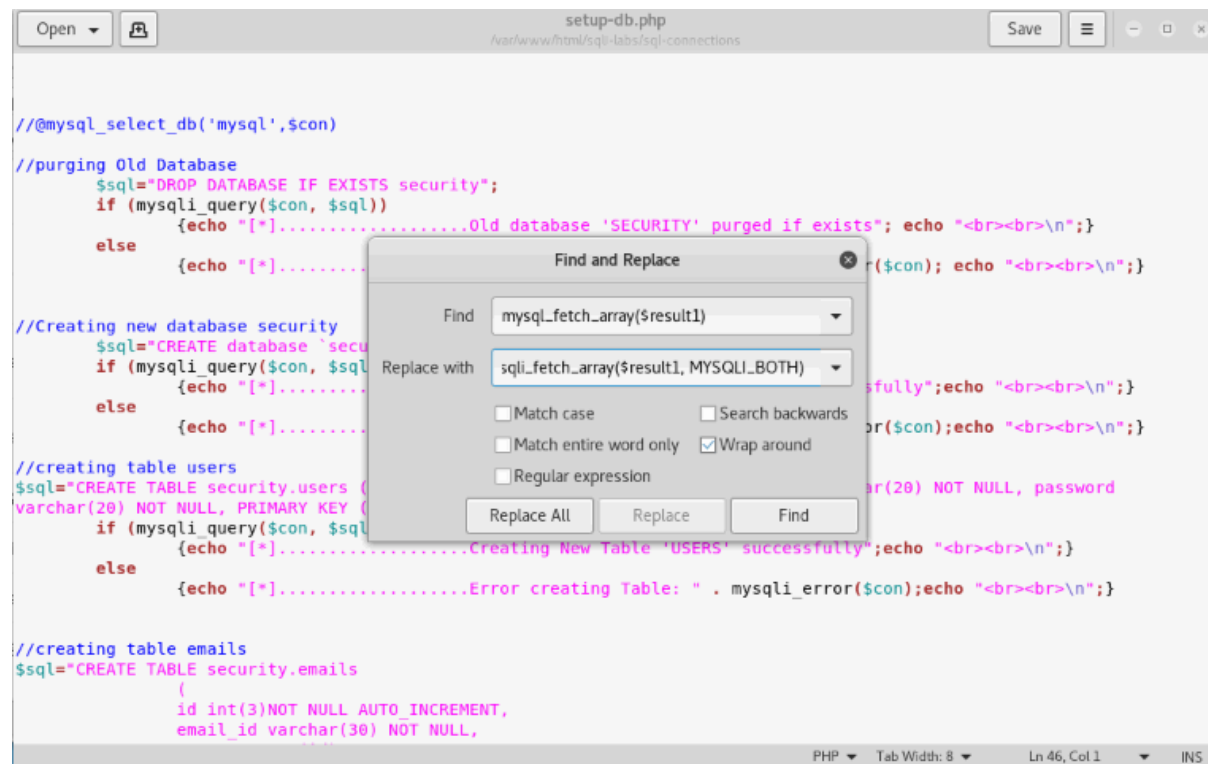 Open
setup-db.php
/var/www/html/sqli-labs/sql-connections
Save
//@mysql_select_db('mysql',$con)
//purging Old Database
$sql="DROP DATABASE IF EXISTS security";
if (mysqli_query($con, $sql))
{echo "[*]...................Old database 'SECURITY' purged if exists"; echo "<br><br>\n";}
else
{echo "[*].........
r($con); echo "<br><br>\n";}
//Creating new database security
$sql="CREATE database `secu
if (mysqli_query($con, $sql
{echo "[*].........
sfully";echo "<br><br>\n";}
else
{echo "[*].........
or($con);echo "<br><br>\n";}
//creating table users
$sql="CREATE TABLE security.users (
ar(20) NOT NULL, password
varchar(20) NOT NULL, PRIMARY KEY (
if (mysqli_query($con, $sql
{echo "[*]...................Creating New Table 'USERS' successfully";echo "<br><br>\n";}
else
{echo "[*]...................Error creating Table: " . mysqli_error($con);echo "<br><br>\n";}
//creating table emails
$sql="CREATE TABLE security.emails
(
id int(3)NOT NULL AUTO_INCREMENT,
email_id varchar(30) NOT NULL,
Find and Replace
Find
mysql_fetch_array($result1)
Replace with
sqli_fetch_array($result1, MYSQLI_BOTH)
Match case
Search backwards
Match entire word only
Wrap around
Regular expression
Replace All
Replace
Find
PHP
Tab Width: 8
Ln 46, Col 1
INS